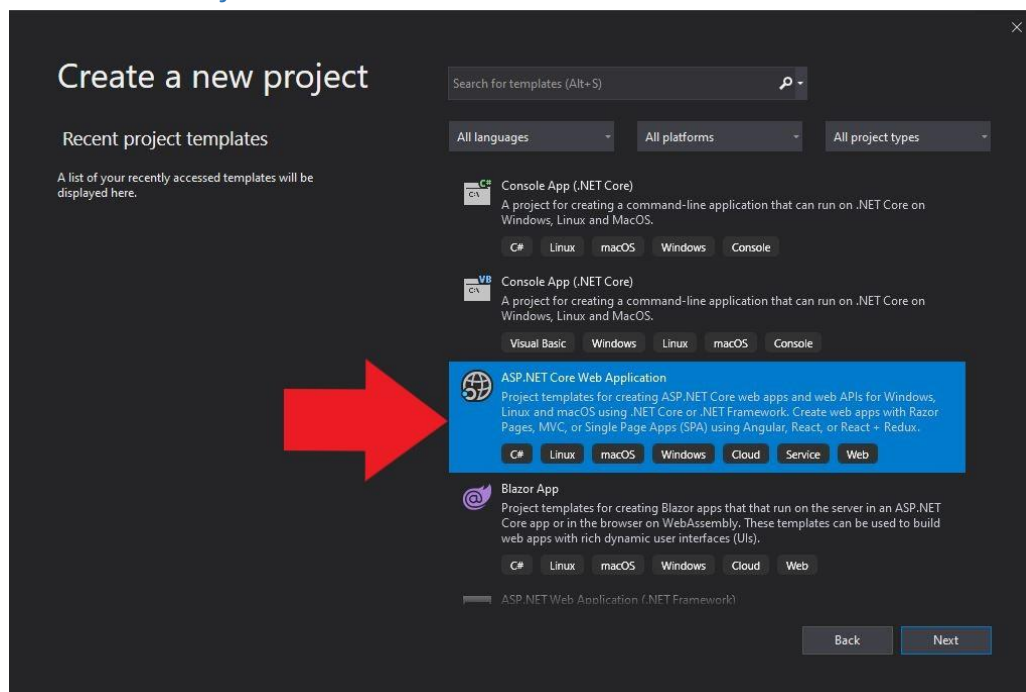 Create a new project
Search for templates (Alt+S)
Recent project templates
All languages
All platforms
All project types
A list of your recently accessed templates will be
displayed here.
C#
C:\
Console App (.NET Core)
A project for creating a command-line application that can run on .NET Core on
Windows, Linux and MacOS.
C# Linux macOS Windows Console
VB
C:\
Console App (.NET Core)
A project for creating a command-line application that can run on .NET Core on
Windows, Linux and MacOS.
Visual Basic Windows Linux macOS Console
ASP.NET Core Web Application
Project templates for creating ASP.NET Core web apps and web APIs for Windows,
Linux and macOS using .NET Core or .NET Framework. Create web apps with Razor
Pages, MVC, or Single Page Apps (SPA) using Angular, React, or React + Redux.
C# Linux macOS Windows Cloud Service Web
Blazor App
Project templates for creating Blazor apps that that run on the server in an ASP.NET
Core app or in the browser on WebAssembly. These templates can be used to build
web apps with rich dynamic user interfaces (UIs).
C# Linux macOS Windows Cloud Web
ASP.NET Web Application (.NET Framework)
Back
Next